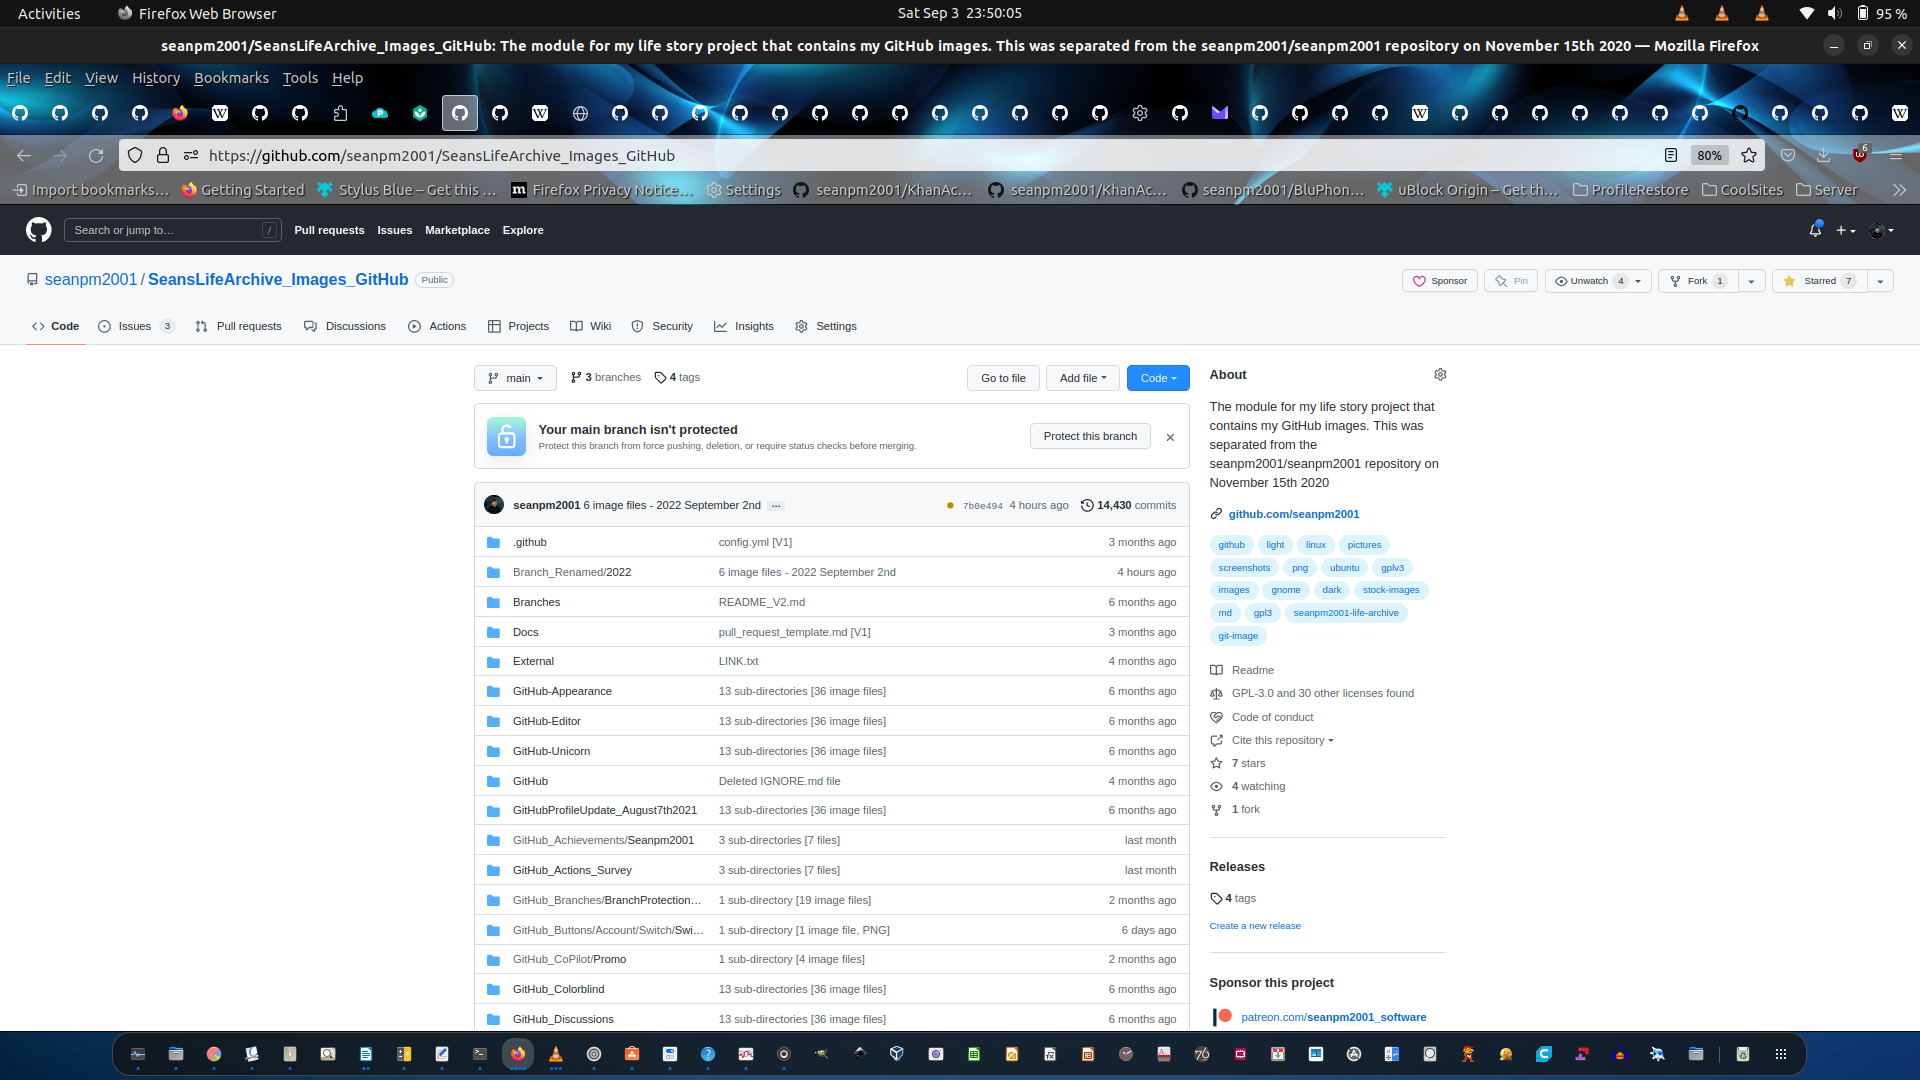 Activities
Firefox Web Browser
Sat Sep 3 23:50:05
95 %
seanpm2001/SeansLifeArchive_Images_GitHub: The module for my life story project that contains my GitHub images. This was separated from the seanpm2001/seanpm2001 repository on November 15th 2020 — Mozilla Firefox
File Edit View History Bookmarks Tools Help
https://github.com/seanpm2001/SeansLifeArchive_Images_GitHub
80%
6
Import bookmarks… Getting Started Stylus Blue – Get this … Firefox Privacy Notice… Settings seanpm2001/KhanAc… seanpm2001/KhanAc… seanpm2001/BluPhon… uBlock Origin – Get th… ProfileRestore CoolSites Server
Search or jump to… /
Pull requests Issues Marketplace Explore
seanpm2001 / SeansLifeArchive_Images_GitHub Public
Sponsor Pin Unwatch 4 Fork 1 Starred 7
Code Issues 3 Pull requests Discussions Actions Projects Wiki Security Insights Settings
main 3 branches 4 tags
Go to file Add file Code
Your main branch isn't protected
Protect this branch from force pushing, deletion, or require status checks before merging.
Protect this branch
seanpm2001 6 image files - 2022 September 2nd … 7b0e494 4 hours ago 14,430 commits
.github config.yml [V1] 3 months ago
Branch_Renamed/2022 6 image files - 2022 September 2nd 4 hours ago
Branches README_V2.md 6 months ago
Docs pull_request_template.md [V1] 3 months ago
External LINK.txt 4 months ago
GitHub-Appearance 13 sub-directories [36 image files] 6 months ago
GitHub-Editor 13 sub-directories [36 image files] 6 months ago
GitHub-Unicorn 13 sub-directories [36 image files] 6 months ago
GitHub Deleted IGNORE.md file 4 months ago
GitHubProfileUpdate_August7th2021 13 sub-directories [36 image files] 6 months ago
GitHub_Achievements/Seanpm2001 3 sub-directories [7 files] last month
GitHub_Actions_Survey 3 sub-directories [7 files] last month
GitHub_Branches/BranchProtection… 1 sub-directory [19 image files] 2 months ago
GitHub_Buttons/Account/Switch/Swi… 1 sub-directory [1 image file, PNG] 6 days ago
GitHub_CoPilot/Promo 1 sub-directory [4 image files] 2 months ago
GitHub_Colorblind 13 sub-directories [36 image files] 6 months ago
GitHub_Discussions 13 sub-directories [36 image files] 6 months ago
About
The module for my life story project that
contains my GitHub images. This was
separated from the
seanpm2001/seanpm2001 repository on
November 15th 2020
github.com/seanpm2001
github light linux pictures
screenshots png ubuntu gplv3
images gnome dark stock-images
md gpl3 seanpm2001-life-archive
git-image
Readme
GPL-3.0 and 30 other licenses found
Code of conduct
Cite this repository
7 stars
4 watching
1 fork
Releases
4 tags
Create a new release
Sponsor this project
patreon.com/seanpm2001_software